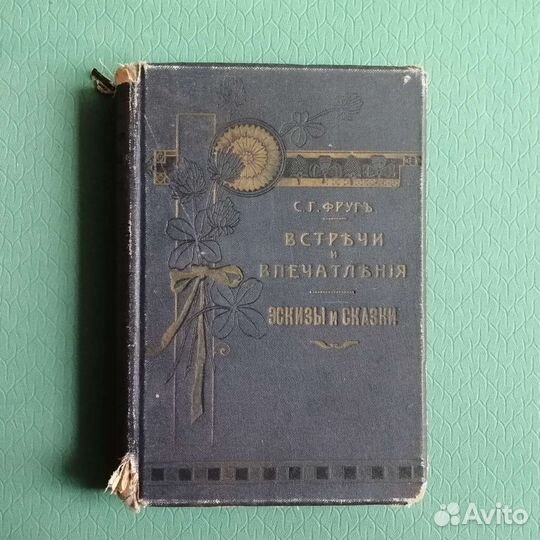 С. Г. ФРУГЪ
ВСТРѢЧИ
И
ВПЕЧАТЛѢНІЯ
ЭСКИЗЫ И СКАЗКИ
Avito